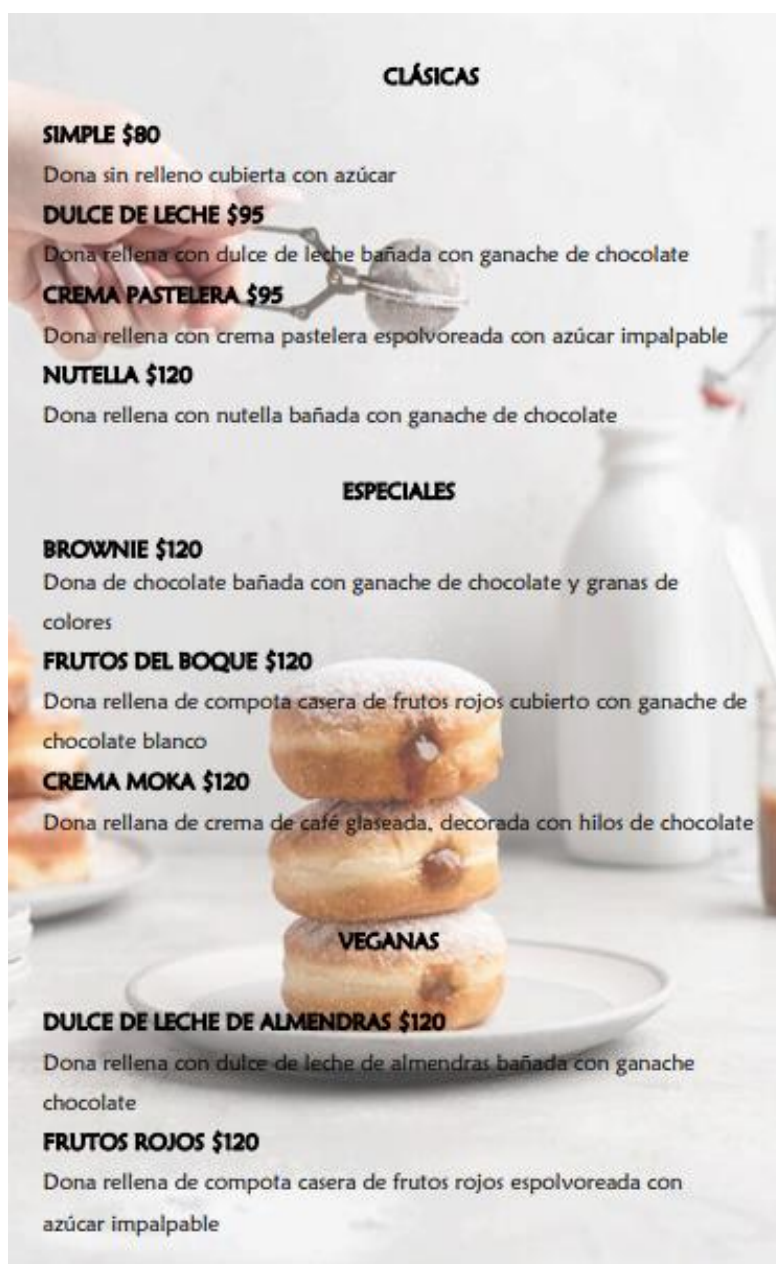 CLÁSICAS
SIMPLE $80
Dona sin relleno cubierta con azúcar
DULCE DE LECHE $95
Dona rellena con dulce de leche bañada con ganache de chocolate
CREMA PASTELERA $95
Dona rellena con crema pastelera espolvoreada con azúcar impalpable
NUTELLA $120
Dona rellena con nutella bañada con ganache de chocolate
ESPECIALES
BROWNIE $120
Dona de chocolate bañada con ganache de chocolate y granas de
colores
FRUTOS DEL BOQUE $120
Dona rellena de compota casera de frutos rojos cubierto con ganache de
chocolate blanco
CREMA MOKA $120
Dona rellana de crema de café glaseada, decorada con hilos de chocolate
VEGANAS
DULCE DE LECHE DE ALMENDRAS $120
Dona rellena con dulce de leche de almendras bañada con ganache
chocolate
FRUTOS ROJOS $120
Dona rellena de compota casera de frutos rojos espolvoreada con
azúcar impalpable